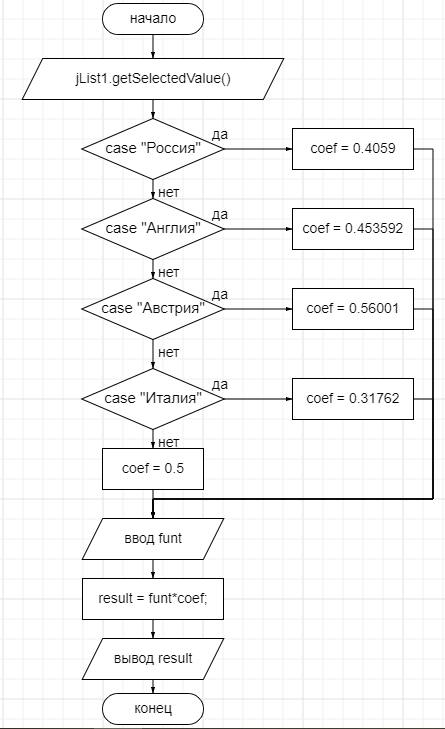 начало
jList1.getSelectedValue()
case "Россия"
да
coef = 0.4059
нет
case "Англия"
да
coef = 0.453592
нет
case "Австрия"
да
coef = 0.56001
нет
case "Италия"
да
coef = 0.31762
нет
coef = 0.5
ввод funt
result = funt*coef;
вывод result
конец